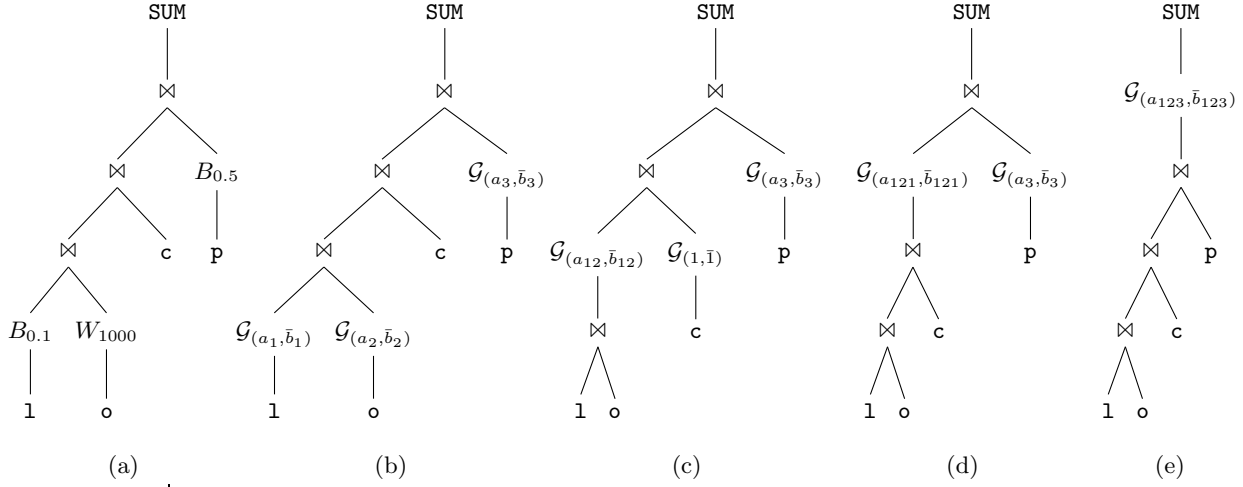 SUM SUM SUM SUM SUM
⋈ ⋈ ⋈ ⋈ 𝒢(a₁₂₃,b̄₁₂₃)
⋈ B₀.₅ ⋈ 𝒢(a₃,b̄₃) ⋈ 𝒢(a₃,b̄₃) 𝒢(a₁₂₁,b̄₁₂₁) 𝒢(a₃,b̄₃) ⋈
⋈ c p ⋈ c p 𝒢(a₁₂,b̄₁₂) 𝒢(1,1̄) p ⋈ p ⋈ p
B₀.₁ W₁₀₀₀ 𝒢(a₁,b̄₁) 𝒢(a₂,b̄₂) ⋈ c ⋈ c ⋈ c
l o l o l o l o l o
(a) (b) (c) (d) (e)